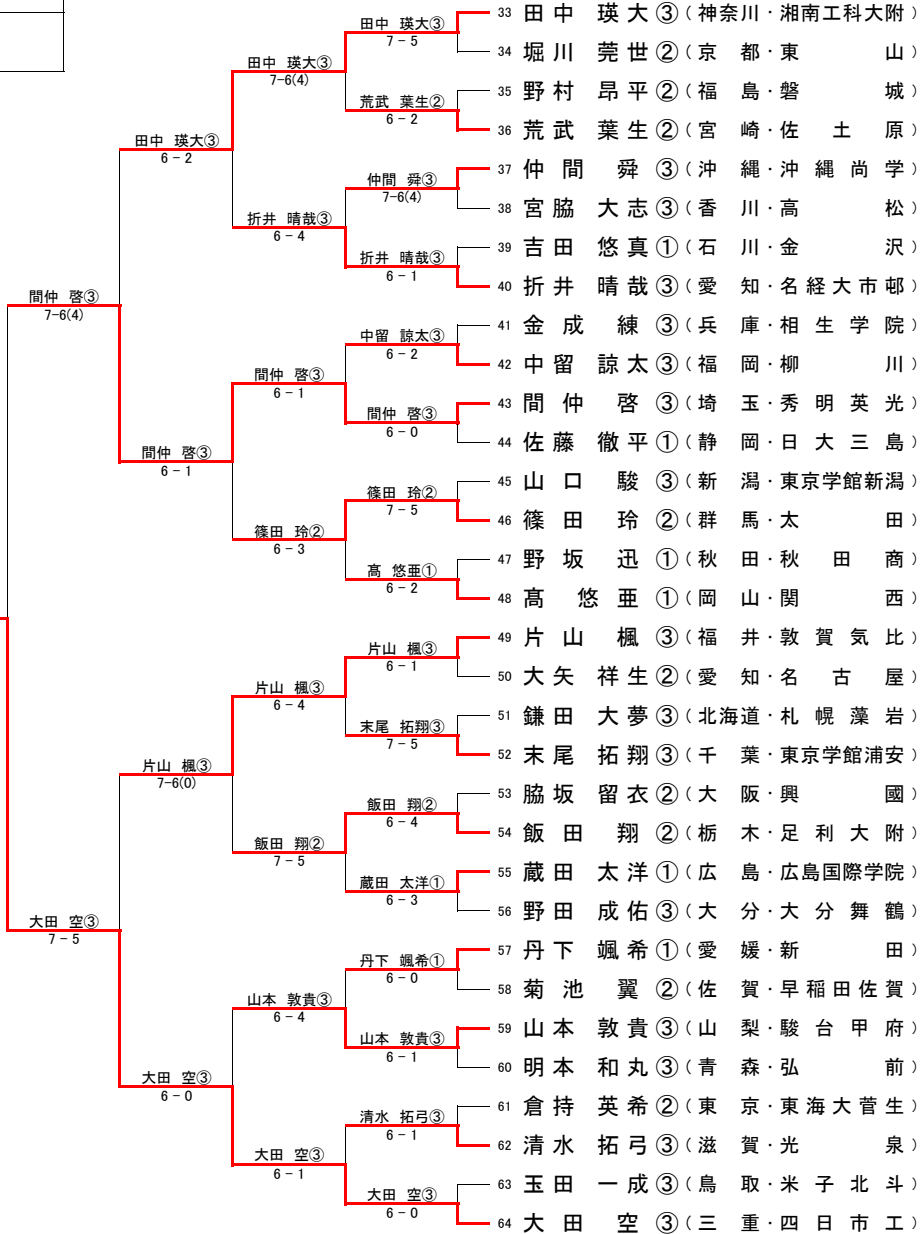 田中 瑛大③
7-5
33 田中 瑛大③(神奈川・湘南工科大附)
34 堀川 莞世②(京都・東山)
田中 瑛大③
7-6(4)
荒武 葉生②
6-2
35 野村 昂平②(福島・磐城)
36 荒武 葉生②(宮崎・佐土原)
田中 瑛大③
6-2
仲間 舜③
7-6(4)
37 仲間 舜③(沖縄・沖縄尚学)
38 宮脇 大志③(香川・高松)
折井 晴哉③
6-4
折井 晴哉③
6-1
39 吉田 悠真①(石川・金沢)
40 折井 晴哉③(愛知・名経大市邨)
間仲 啓③
7-6(4)
中留 諒太③
6-2
41 金成 練③(兵庫・相生学院)
42 中留 諒太③(福岡・柳川)
間仲 啓③
6-1
間仲 啓③
6-0
43 間仲 啓③(埼玉・秀明英光)
44 佐藤 徹平①(静岡・日大三島)
間仲 啓③
6-1
篠田 玲②
7-5
45 山口 駿③(新潟・東京学館新潟)
46 篠田 玲②(群馬・太田)
篠田 玲②
6-3
髙 悠亜①
6-2
47 野坂 迅①(秋田・秋田商)
48 髙 悠亜①(岡山・関西)
片山 楓③
6-1
49 片山 楓③(福井・敦賀気比)
50 大矢 祥生②(愛知・名古屋)
片山 楓③
6-4
末尾 拓翔③
7-5
51 鎌田 大夢③(北海道・札幌藻岩)
52 末尾 拓翔③(千葉・東京学館浦安)
片山 楓③
7-6(0)
飯田 翔②
6-4
53 脇坂 留衣②(大阪・興國)
54 飯田 翔②(栃木・足利大附)
飯田 翔②
7-5
蔵田 太洋①
6-3
55 蔵田 太洋①(広島・広島国際学院)
56 野田 成佑③(大分・大分舞鶴)
大田 空③
7-5
丹下 颯希①
6-0
57 丹下 颯希①(愛媛・新田)
58 菊池 翼②(佐賀・早稲田佐賀)
山本 敦貴③
6-4
山本 敦貴③
6-1
59 山本 敦貴③(山梨・駿台甲府)
60 明本 和丸③(青森・弘前)
大田 空③
6-0
清水 拓弓③
6-1
61 倉持 英希②(東京・東海大菅生)
62 清水 拓弓③(滋賀・光泉)
大田 空③
6-1
大田 空③
6-0
63 玉田 一成③(鳥取・米子北斗)
64 大田 空③(三重・四日市工)